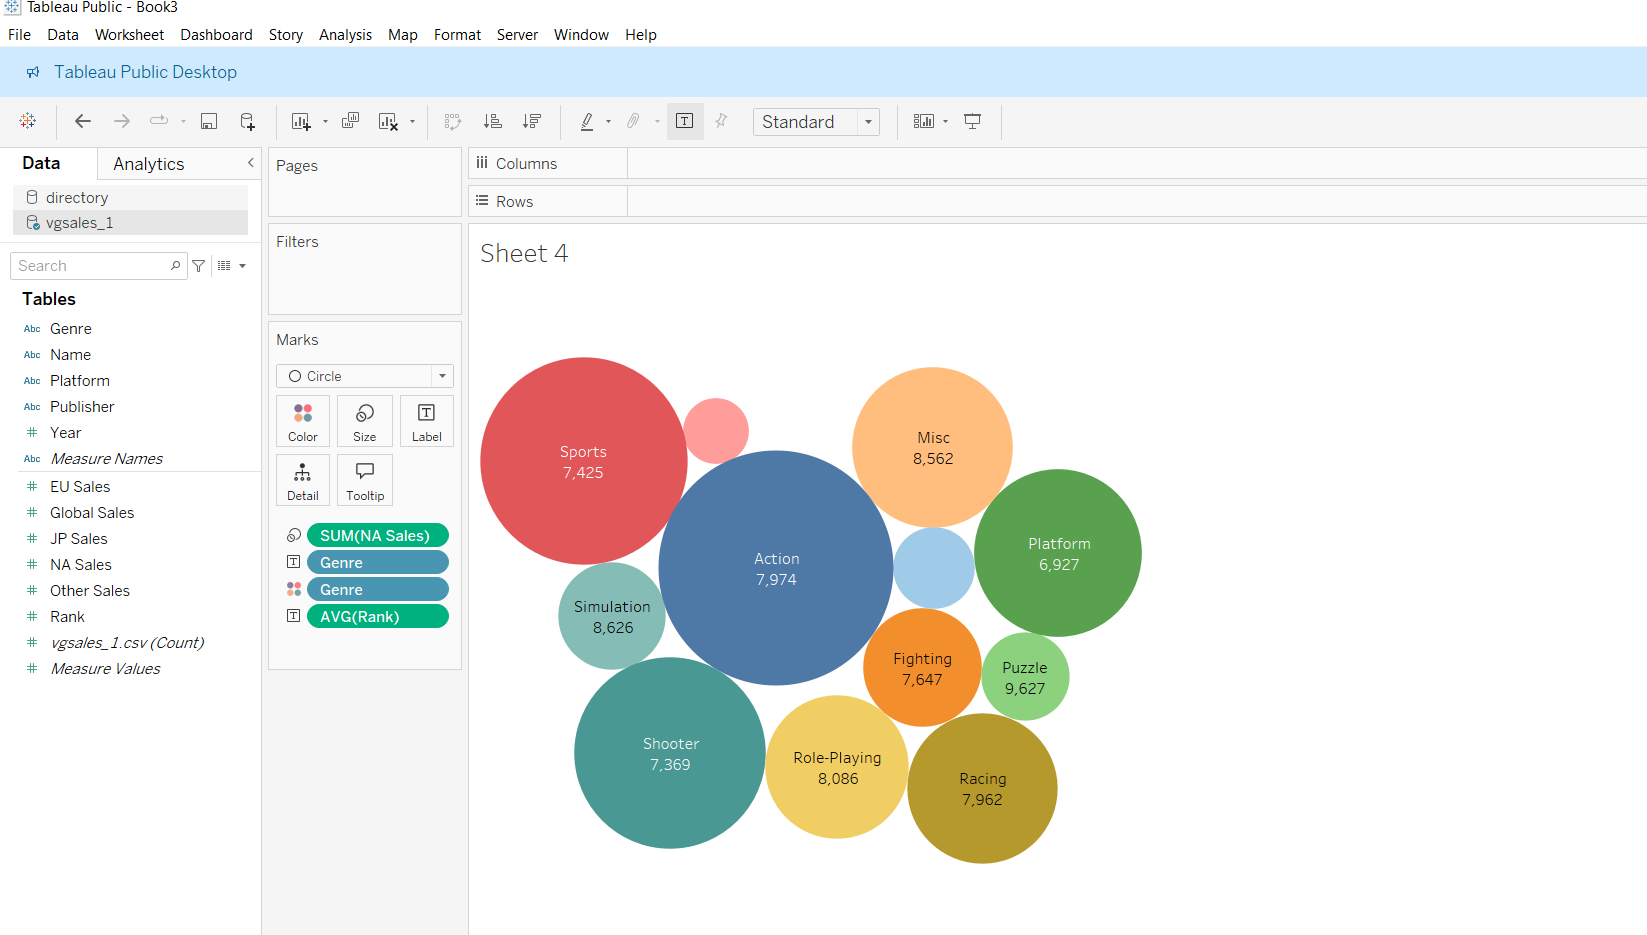 Tableau Public - Book3
File Data Worksheet Dashboard Story Analysis Map Format Server Window Help
Tableau Public Desktop
Standard
Data Analytics
directory
vgsales_1
Search
Tables
Abc Genre
Abc Name
Abc Platform
Abc Publisher
# Year
Abc Measure Names
# EU Sales
# Global Sales
# JP Sales
# NA Sales
# Other Sales
# Rank
# vgsales_1.csv (Count)
# Measure Values
Pages
Filters
Marks
Circle
Color Size Label
Detail Tooltip
SUM(NA Sales)
Genre
Genre
AVG(Rank)
Columns
Rows
Sheet 4
Sports
7,425
Misc
8,562
Platform
6,927
Action
7,974
Simulation
8,626
Fighting
7,647
Puzzle
9,627
Shooter
7,369
Role-Playing
8,086
Racing
7,962